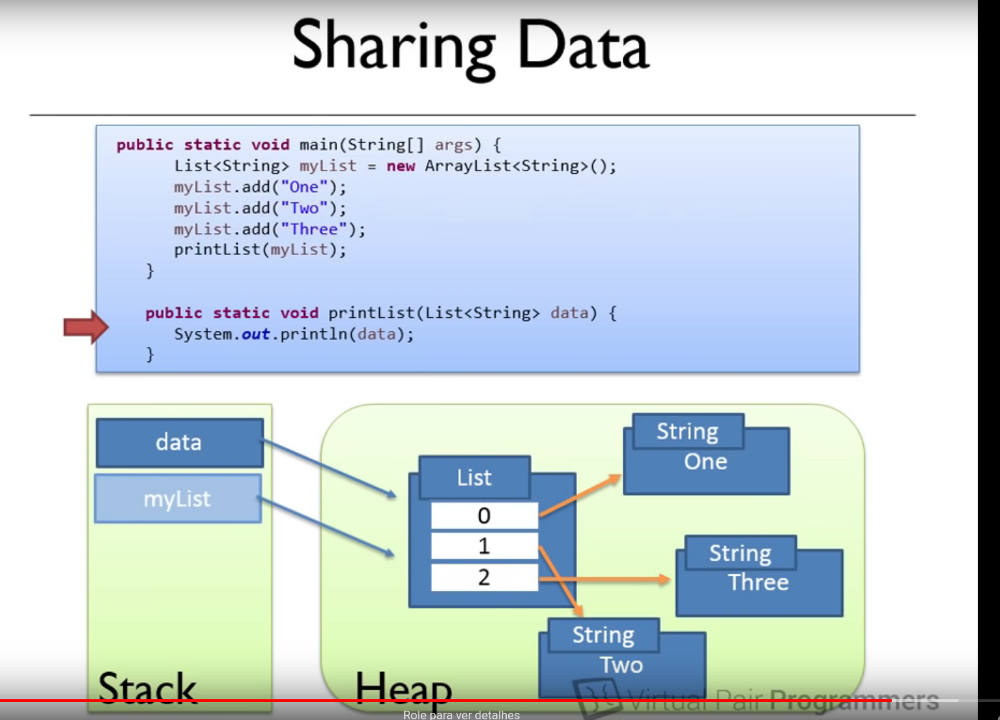 Sharing Data
public static void main(String[] args) {
List<String> myList = new ArrayList<String>();
myList.add("One");
myList.add("Two");
myList.add("Three");
printList(myList);
}
public static void printList(List<String> data) {
System.out.println(data);
}
data
myList
Stack
List
0
1
2
String
One
String
Three
String
Two
Heap
Virtual Pair Programmers
Role para ver detalhes